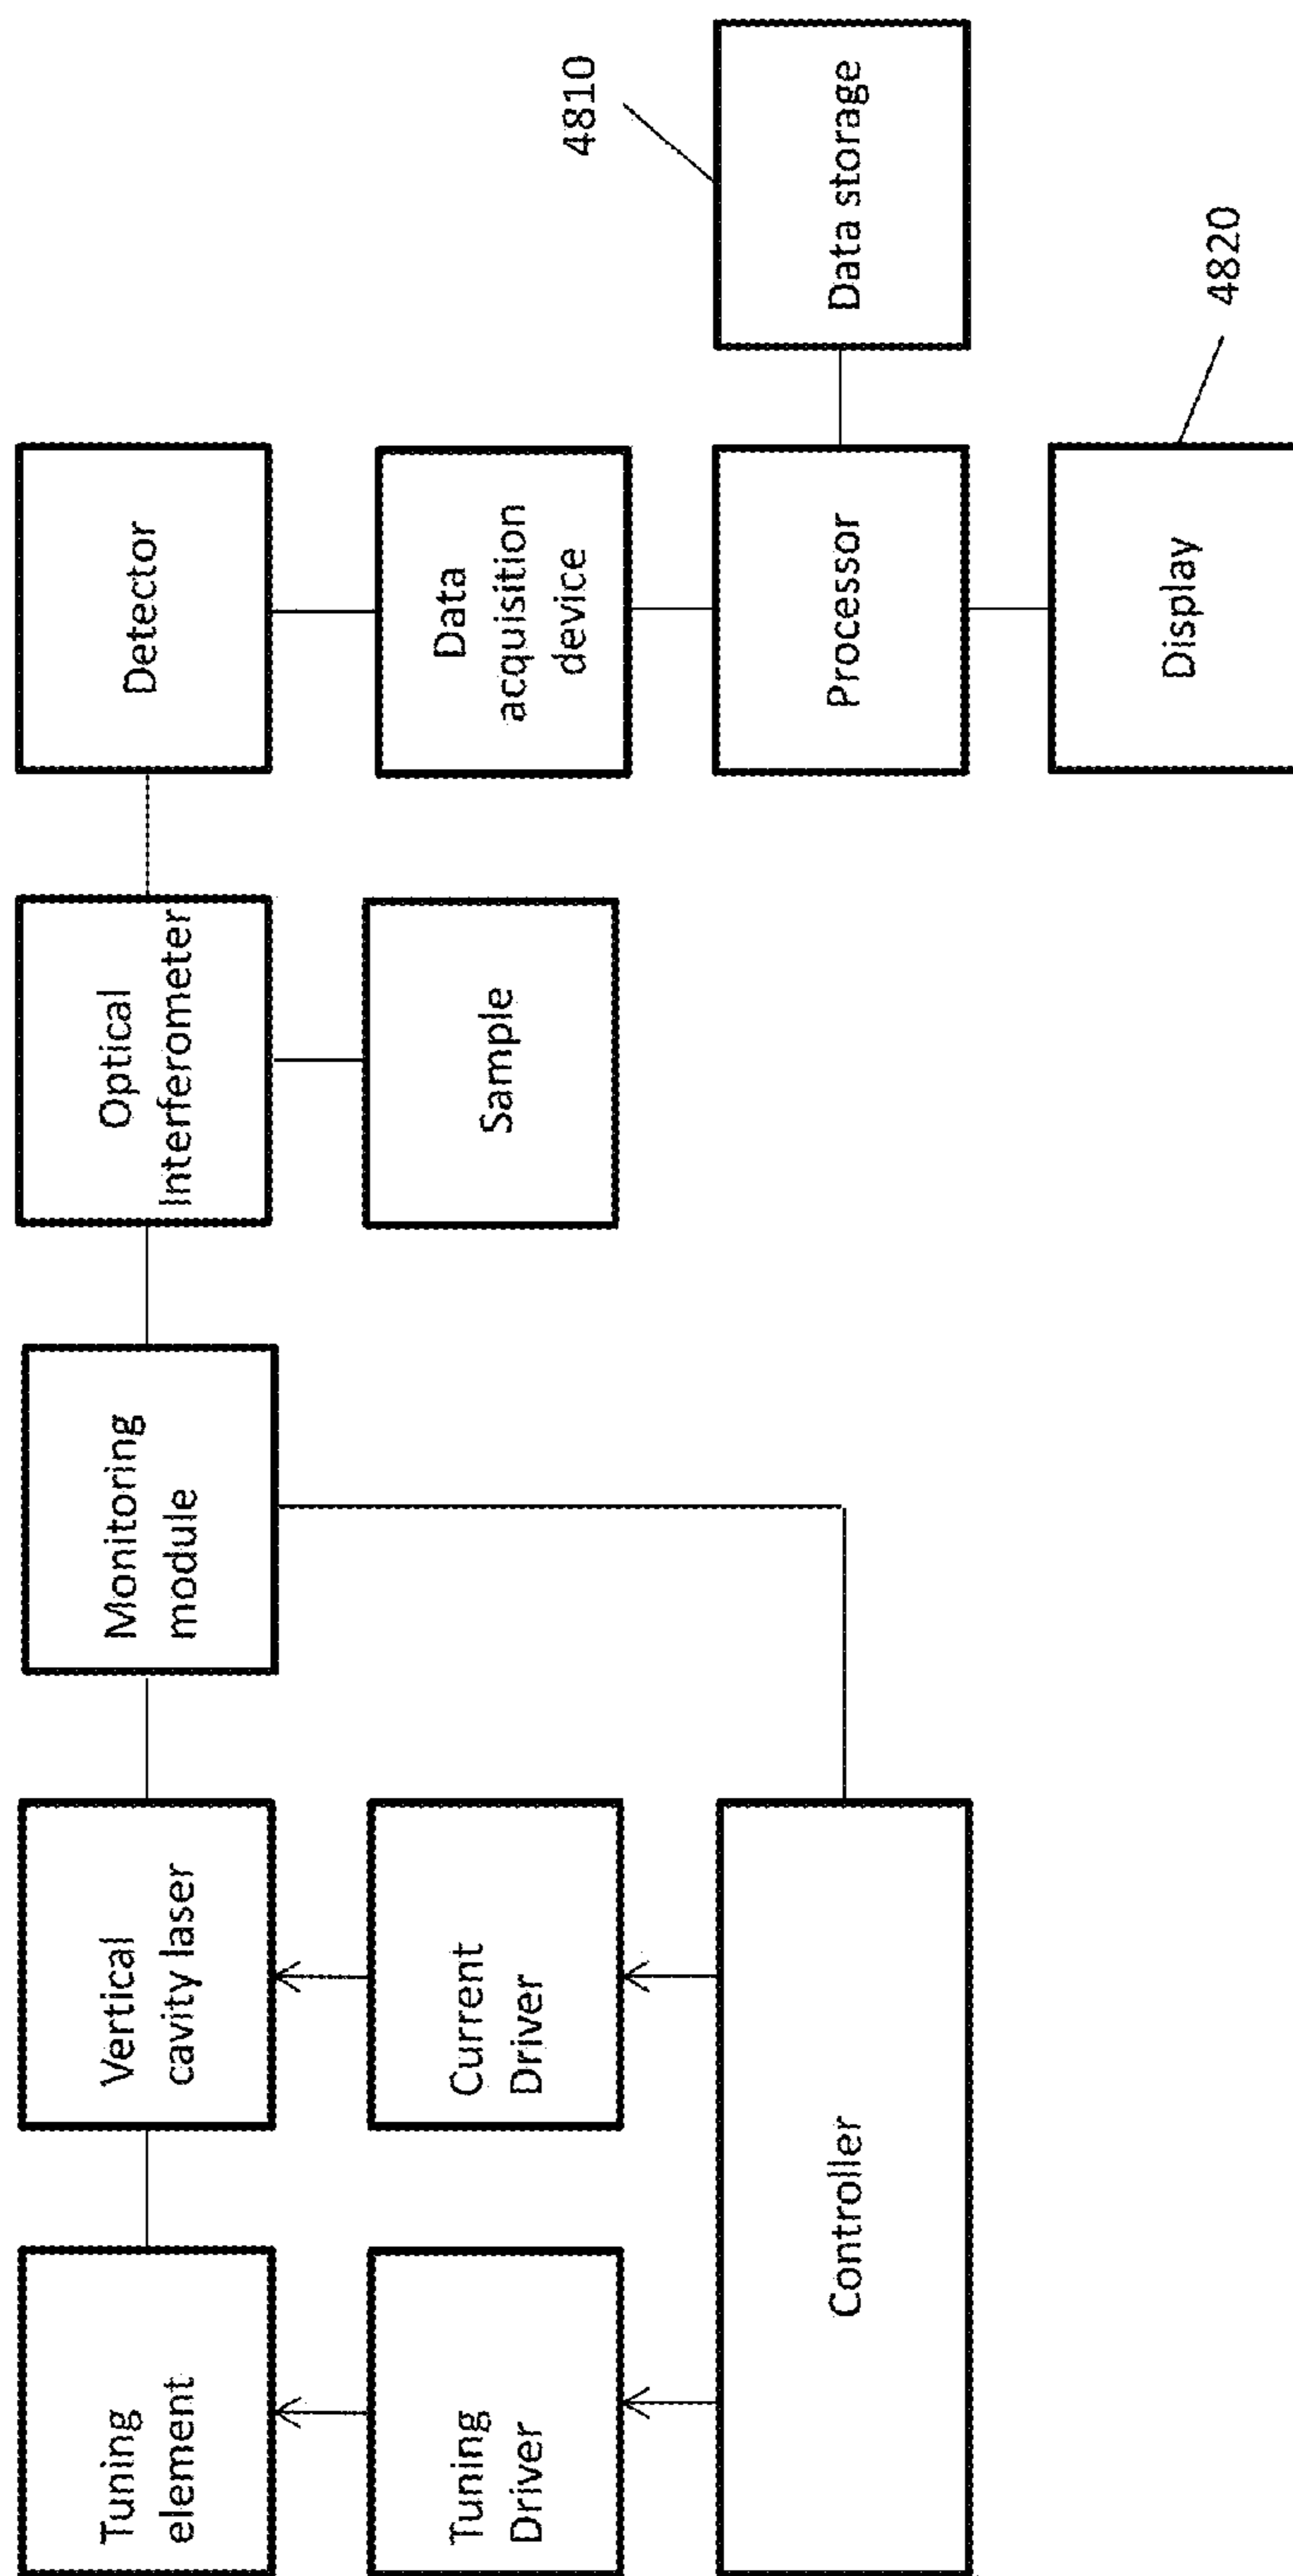 Tuning
element
Vertical
cavity laser
Monitoring
module
Optical
Interferometer
Detector
Tuning
Driver
Current
Driver
Sample
Data
acquisition
device
4810
Controller
Processor
Data storage
Display
4820